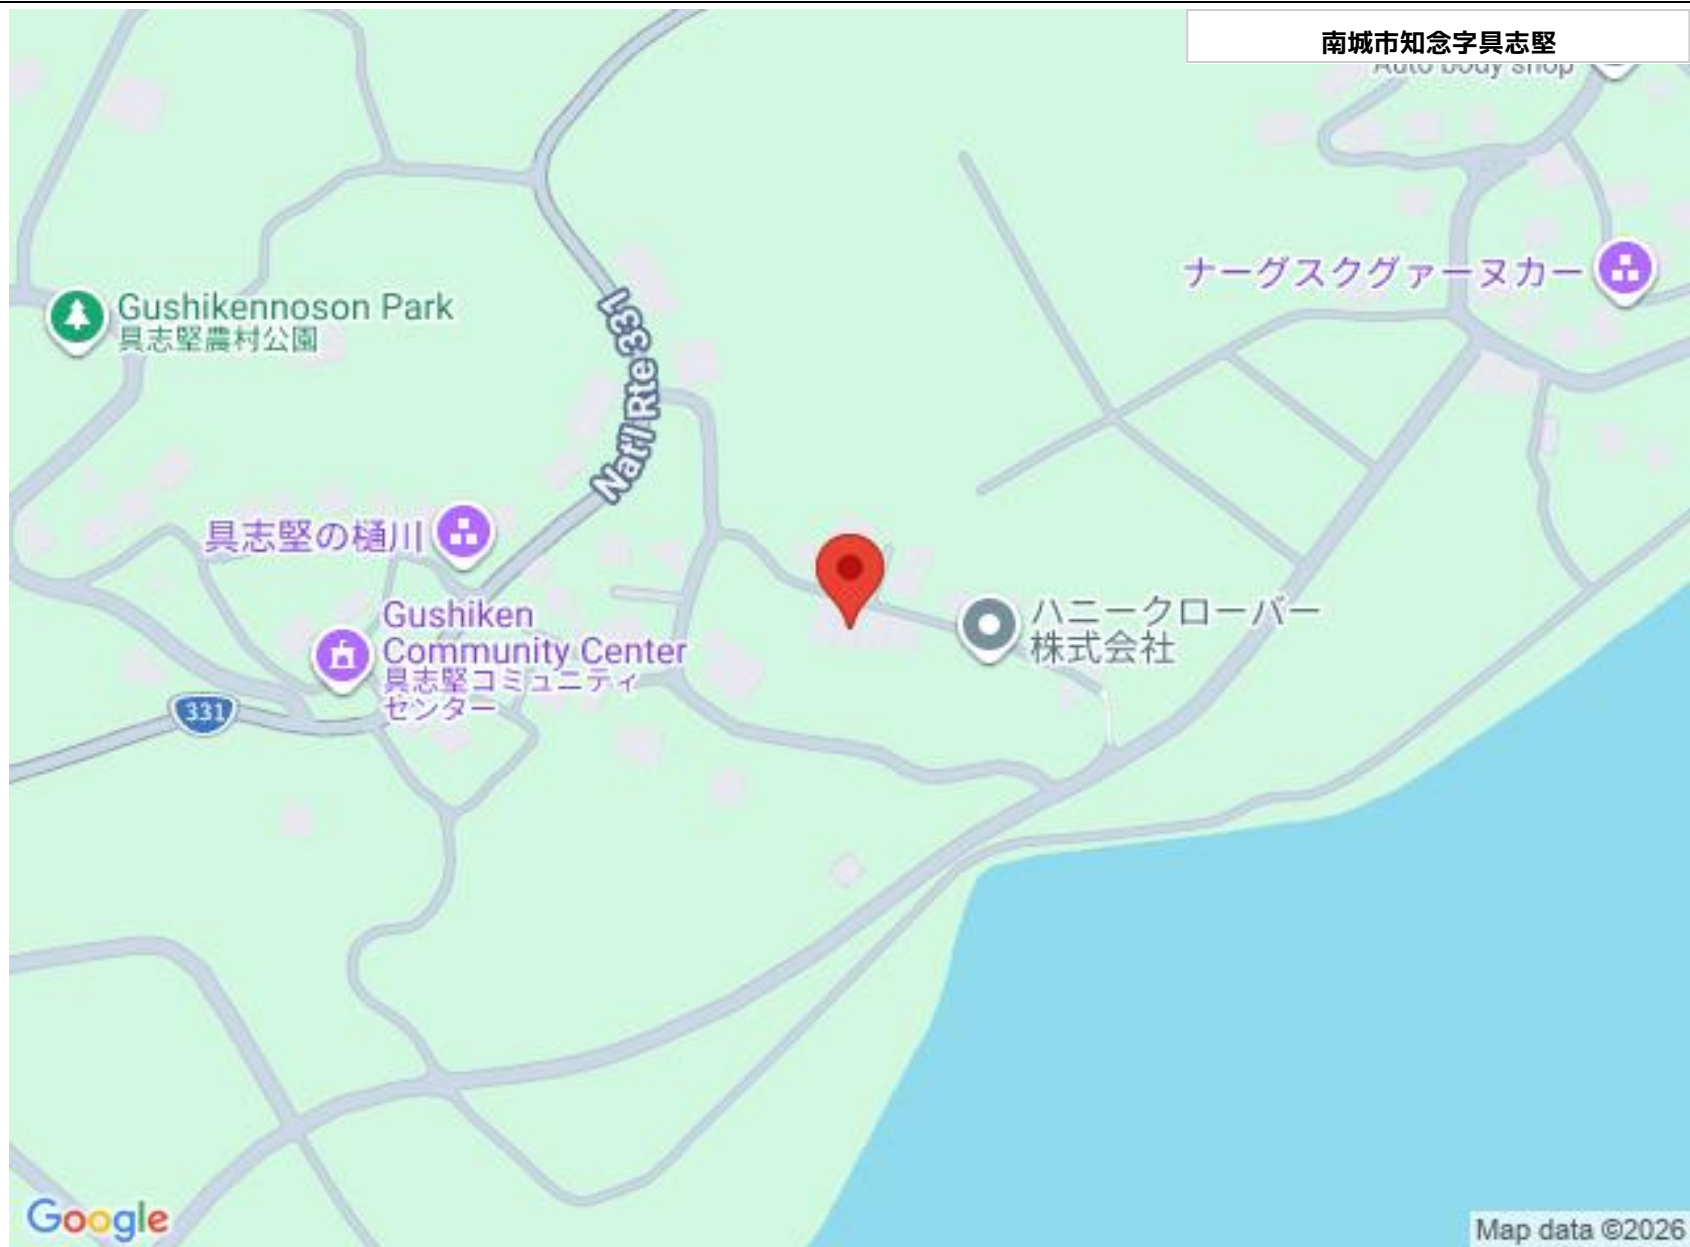 南城市知念字具志堅
Auto body shop
ナーグスクグァーヌカー
Gushikennoson Park
具志堅農村公園
Nat'l Rte 331
具志堅の樋川
Gushiken
Community Center
具志堅コミュニティ
センター
ハニークローバー
株式会社
331
Google
Map data ©2026